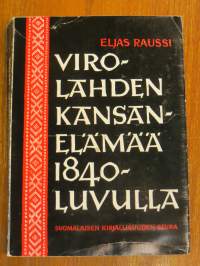 ELJAS RAUSSI
VIRO-
LAHDEN
KANSAN-
ELÄMÄÄ
1840-
LUVULLA
SUOMALAISEN KIRJALLISUUDEN SEURA